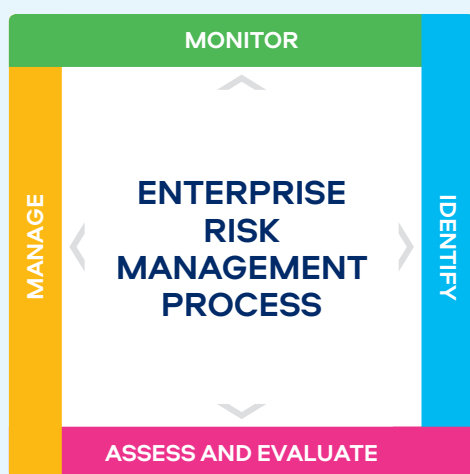 MONITOR
MANAGE
ENTERPRISE
RISK
MANAGEMENT
PROCESS
IDENTIFY
ASSESS AND EVALUATE